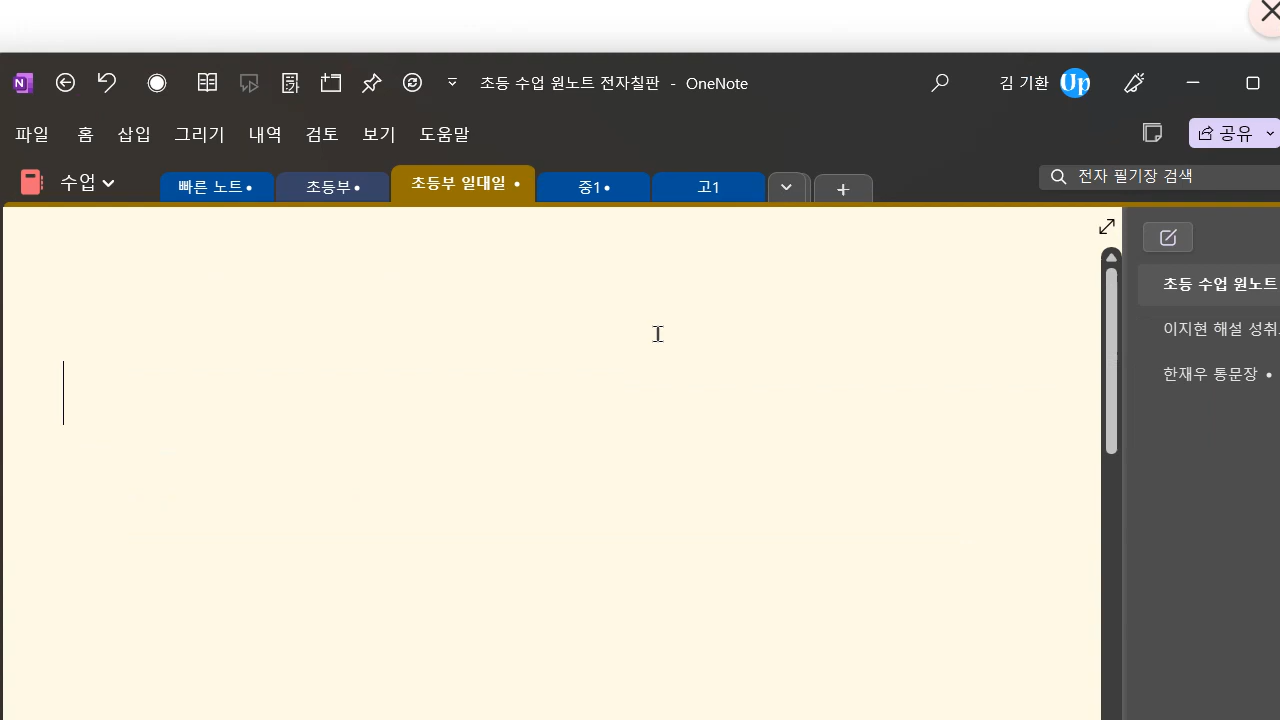 초등 수업 원노트 전자칠판 - OneNote
김 기환 Up
파일 홈 삽입 그리기 내역 검토 보기 도움말
공유
수업
빠른 노트 초등부 초등부 일대일 중1 고1
전자 필기장 검색
초등 수업 원노트
이지현 해설 성취
한재우 통문장